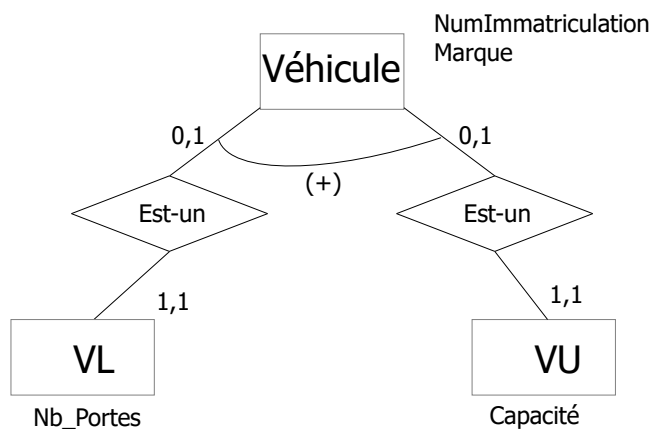 NumImmatriculation
Marque
Véhicule
0,1
0,1
(+)
Est-un
Est-un
1,1
1,1
VL
VU
Nb_Portes
Capacité